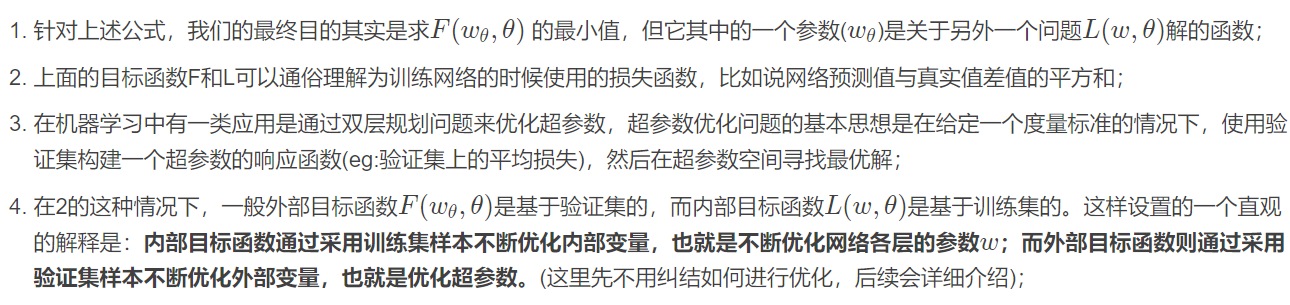 1. 针对上述公式，我们的最终目的其实是求F(w_θ, θ) 的最小值，但它其中的一个参数(w_θ)是关于另外一个问题L(w, θ)解的函数；
2. 上面的目标函数F和L可以通俗理解为训练网络的时候使用的损失函数，比如说网络预测值与真实值差值的平方和；
3. 在机器学习中有一类应用是通过双层规划问题来优化超参数，超参数优化问题的基本思想是在给定一个度量标准的情况下，使用验
证集构建一个超参数的响应函数(eg:验证集上的平均损失)，然后在超参数空间寻找最优解；
4. 在2的这种情况下，一般外部目标函数F(w_θ, θ)是基于验证集的，而内部目标函数L(w, θ)是基于训练集的。这样设置的一个直观
的解释是：内部目标函数通过采用训练集样本不断优化内部变量，也就是不断优化网络各层的参数w；而外部目标函数则通过采用
验证集样本不断优化外部变量，也就是优化超参数。(这里先不用纠结如何进行优化，后续会详细介绍)；